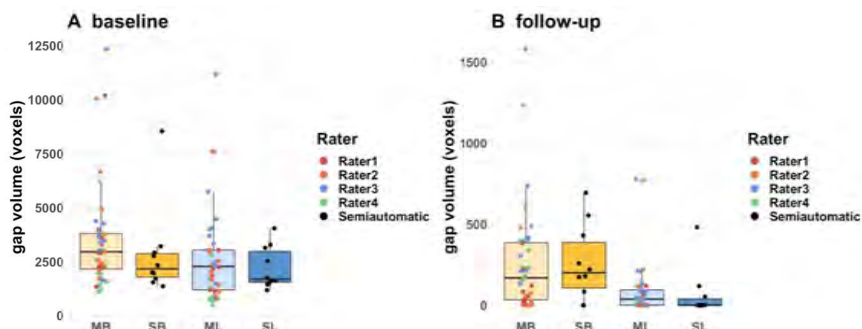 A baseline
12500
10000
7500
5000
2500
0
gap volume (voxels)
MB SB ML SL
Rater
Rater1
Rater2
Rater3
Rater4
Semiautomatic
B follow-up
1500
1000
500
0
gap volume (voxels)
MB SB ML SL
Rater
Rater1
Rater2
Rater3
Rater4
Semiautomatic